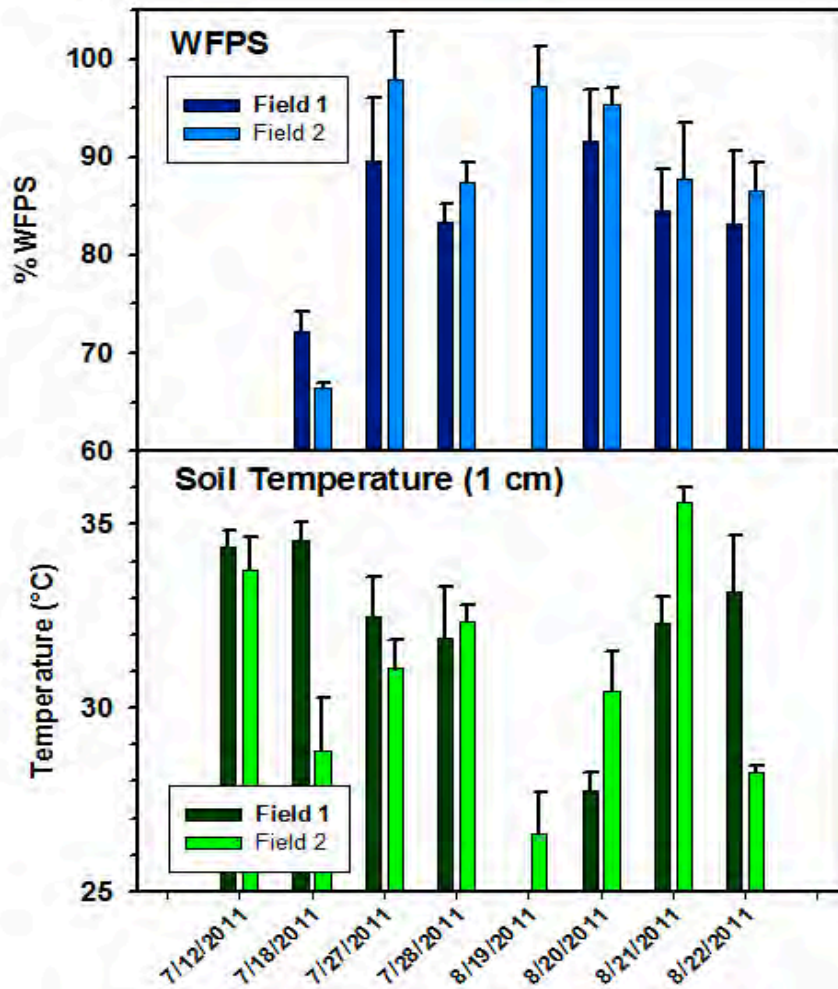 WFPS
Field 1
Field 2
% WFPS
100
90
80
70
60
Soil Temperature (1 cm)
Temperature (°C)
35
30
25
Field 1
Field 2
7/12/2011
7/18/2011
7/27/2011
7/28/2011
8/19/2011
8/20/2011
8/21/2011
8/22/2011